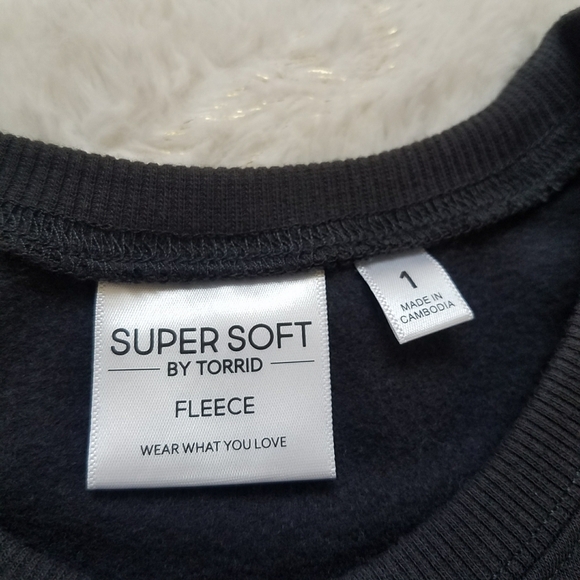 SUPER SOFT
BY TORRID
FLEECE
WEAR WHAT YOU LOVE
1
MADE IN
CAMBODIA